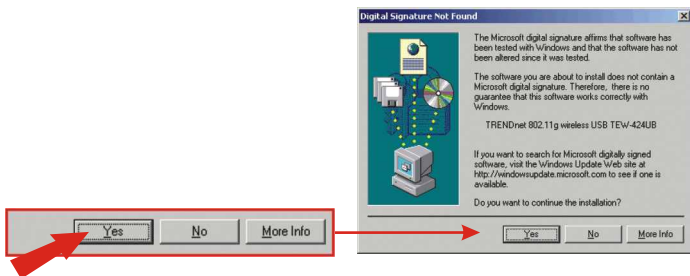 Digital Signature Not Found
The Microsoft digital signature affirms that software has
been tested with Windows and that the software has not
been altered since it was tested.
The software you are about to install does not contain a
Microsoft digital signature. Therefore, there is no
guarantee that this software works correctly with
Windows.
TRENDnet 802.11g wireless USB TEW-424UB
If you want to search for Microsoft digitally signed
software, visit the Windows Update Web site at
http://windowsupdate.microsoft.com to see if one is
available.
Do you want to continue the installation?
Yes No More Info
Yes No More Info